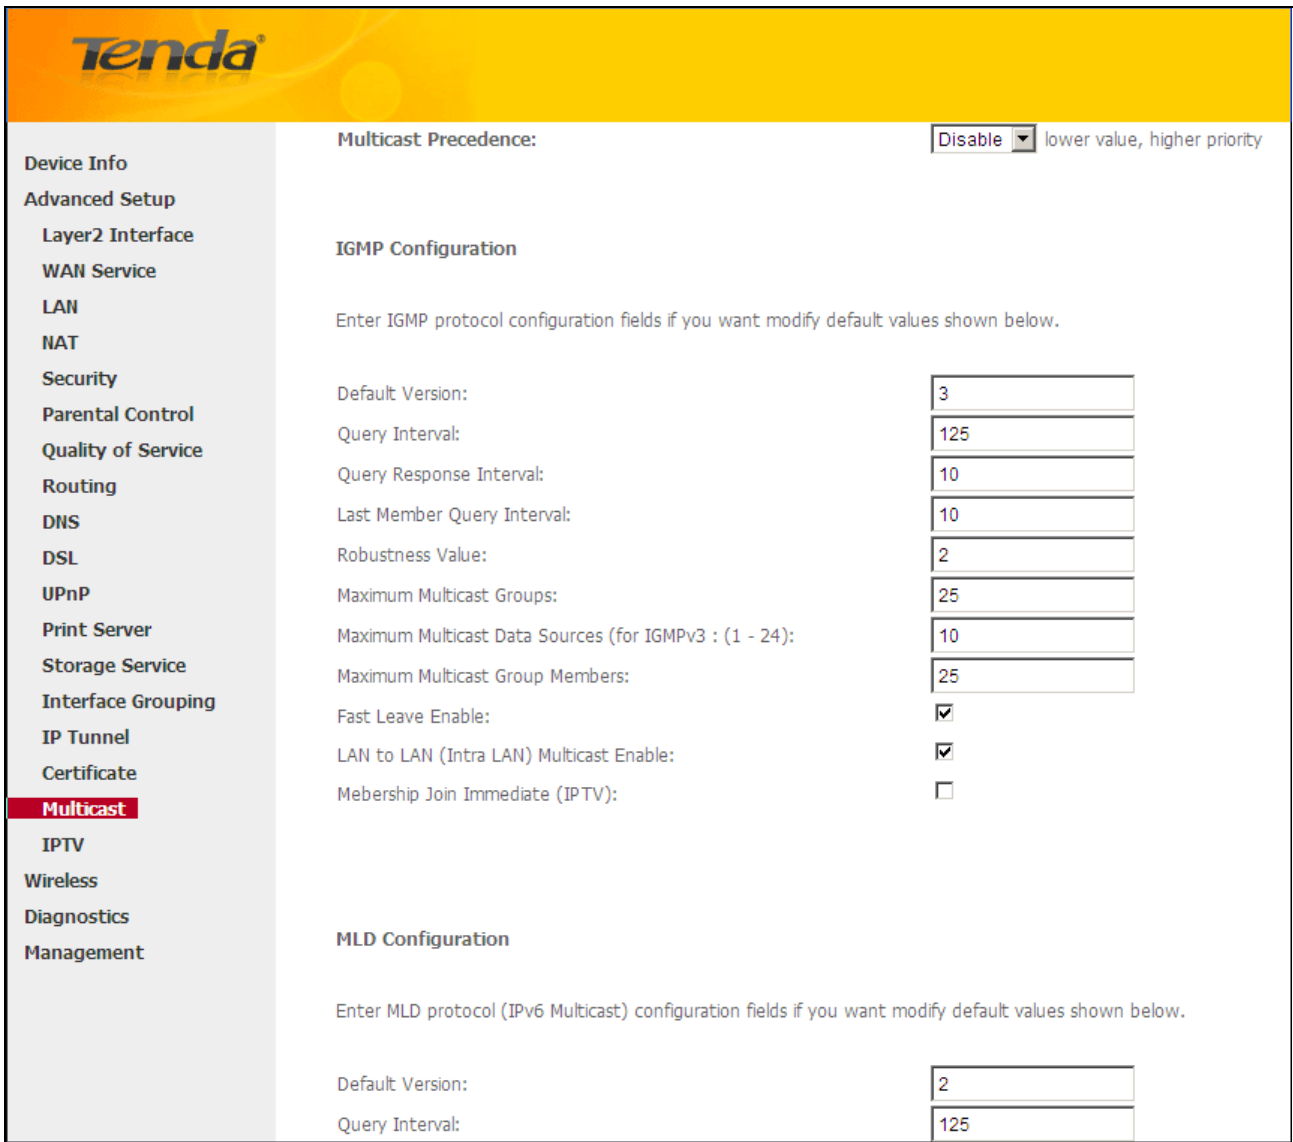 Tenda®
Multicast Precedence: Disable lower value, higher priority
Device Info
Advanced Setup
Layer2 Interface
WAN Service
LAN
NAT
Security
Parental Control
Quality of Service
Routing
DNS
DSL
UPnP
Print Server
Storage Service
Interface Grouping
IP Tunnel
Certificate
Multicast
IPTV
Wireless
Diagnostics
Management
IGMP Configuration
Enter IGMP protocol configuration fields if you want modify default values shown below.
Default Version: 3
Query Interval: 125
Query Response Interval: 10
Last Member Query Interval: 10
Robustness Value: 2
Maximum Multicast Groups: 25
Maximum Multicast Data Sources (for IGMPv3 : (1 - 24): 10
Maximum Multicast Group Members: 25
Fast Leave Enable:
LAN to LAN (Intra LAN) Multicast Enable:
Mebership Join Immediate (IPTV):
MLD Configuration
Enter MLD protocol (IPv6 Multicast) configuration fields if you want modify default values shown below.
Default Version: 2
Query Interval: 125